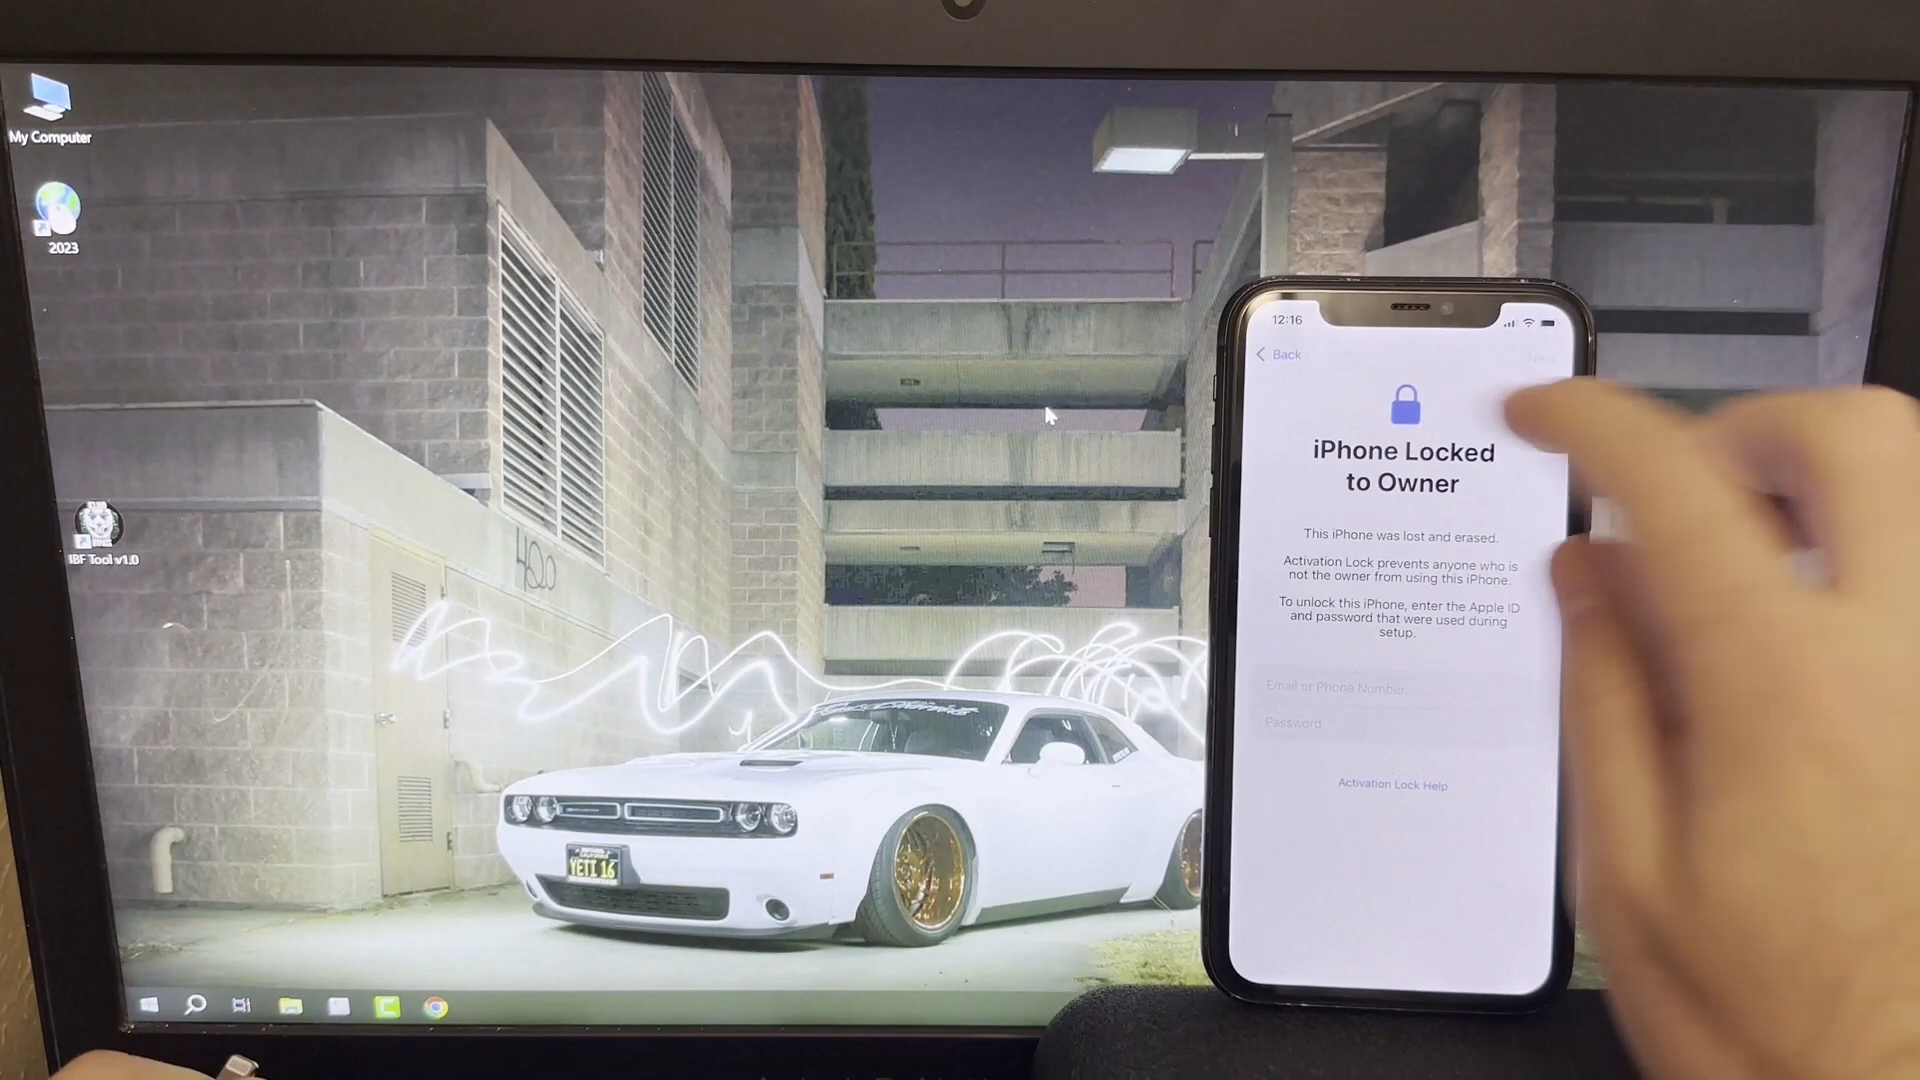 My Computer
2023
IBF Tool v1.0
YETI 16
12:16
Back
Next
iPhone Locked
to Owner
This iPhone was lost and erased.
Activation Lock prevents anyone who is
not the owner from using this iPhone.
To unlock this iPhone, enter the Apple ID
and password that were used during
setup.
Email or Phone Number
Password
Activation Lock Help